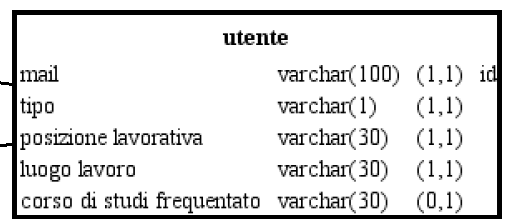 utente
mail varchar(100) (1,1) id
tipo varchar(1) (1,1)
posizione lavorativa varchar(30) (1,1)
luogo lavoro varchar(30) (1,1)
corso di studi frequentato varchar(30) (0,1)